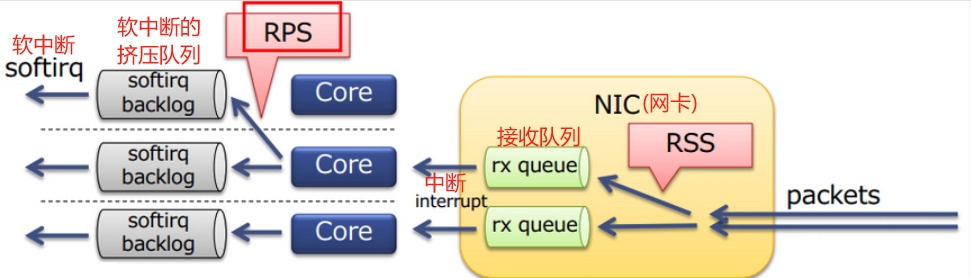 RPS
软中断的
挤压队列
软中断
softirq
softirq
backlog
Core
NIC(网卡)
接收队列
RSS
softirq
backlog
Core
rx queue
中断
interrupt
packets
softirq
backlog
Core
rx queue